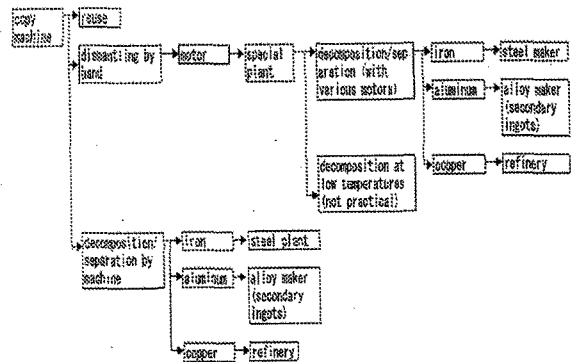 copy
machine
reuse
dismantling by
hand
motor
special
plant
decomposition/sep
aration (with
various motors)
iron
steel maker
aluminum
alloy maker
(secondary
ingots)
copper
refinery
decomposition at
low temperatures
(not practical)
decomposition/
separation by
machine
iron
steel plant
aluminum
alloy maker
(secondary
ingots)
copper
refinery